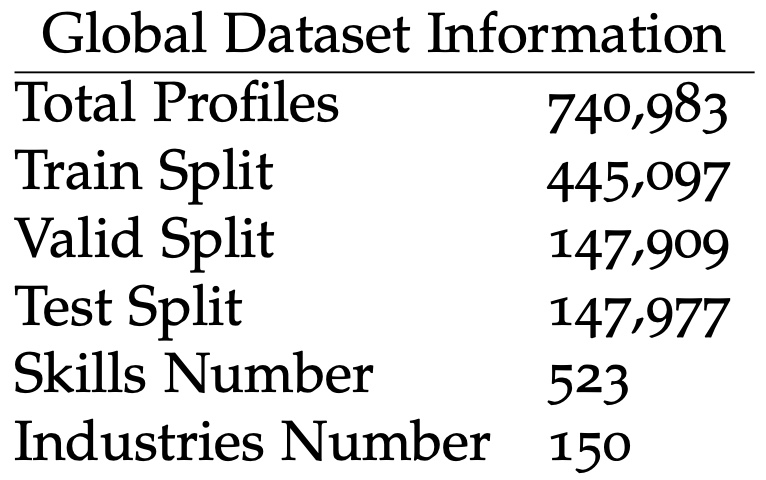 Global Dataset Information
Total Profiles 740,983
Train Split 445,097
Valid Split 147,909
Test Split 147,977
Skills Number 523
Industries Number 150